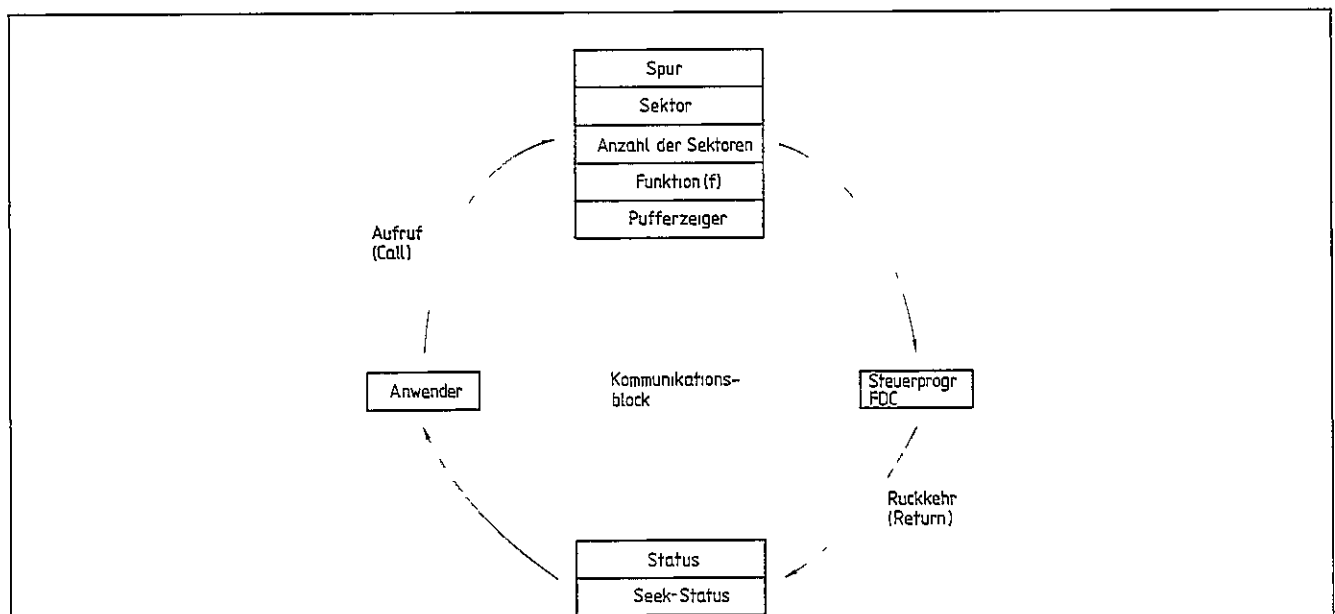 Spur
Sektor
Anzahl der Sektoren
Funktion (f)
Pufferzeiger
Aufruf
(Call)
Anwender
Kommunikations-
block
Steuerprogr
FDC
Ruckkehr
(Return)
Status
Seek-Status